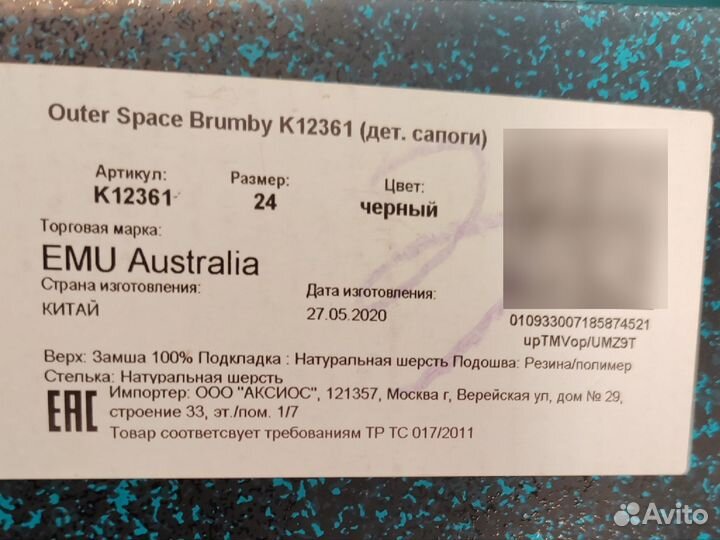 Outer Space Brumby K12361 (дет. сапоги)
Артикул: Размер: Цвет:
K12361 24 черный
Торговая марка:
EMU Australia
Страна изготовления: Дата изготовления:
КИТАЙ 27.05.2020
010933007185874521
upTMVop/UMZ9T
Верх: Замша 100% Подкладка : Натуральная шерсть Подошва: Резина/полимер
Стелька: Натуральная шерсть
EAC Импортер: ООО "АКСИОС", 121357, Москва г, Верейская ул, дом № 29,
строение 33, эт./пом. 1/7
Товар соответсвует требованиям ТР ТС 017/2011
Avito